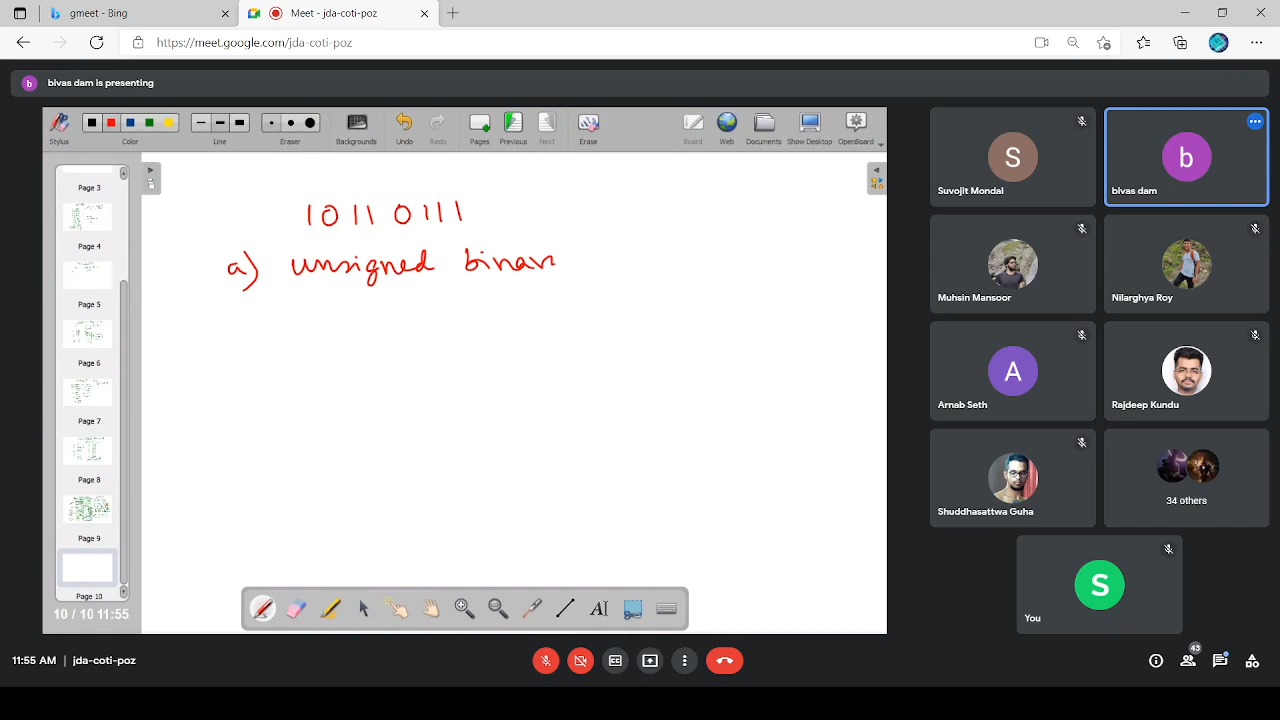 gmeet - Bing
Meet - jda-coti-poz
https://meet.google.com/jda-coti-poz
b
bivas dam is presenting
Stylus
Color
Line
Eraser
Backgrounds
Undo
Redo
Pages
Previous
Next
Erase
Board
Web
Documents
Show Desktop
OpenBoard
Page 3
Page 4
Page 5
Page 6
Page 7
Page 8
Page 9
Page 10
10 / 10 11:55
1011 0111
a) unsigned binar
S
Suvojit Mondal
b
bivas dam
Muhsin Mansoor
Nilarghya Roy
A
Arnab Seth
Rajdeep Kundu
Shuddhasattwa Guha
34 others
S
You
11:55 AM | jda-coti-poz
43